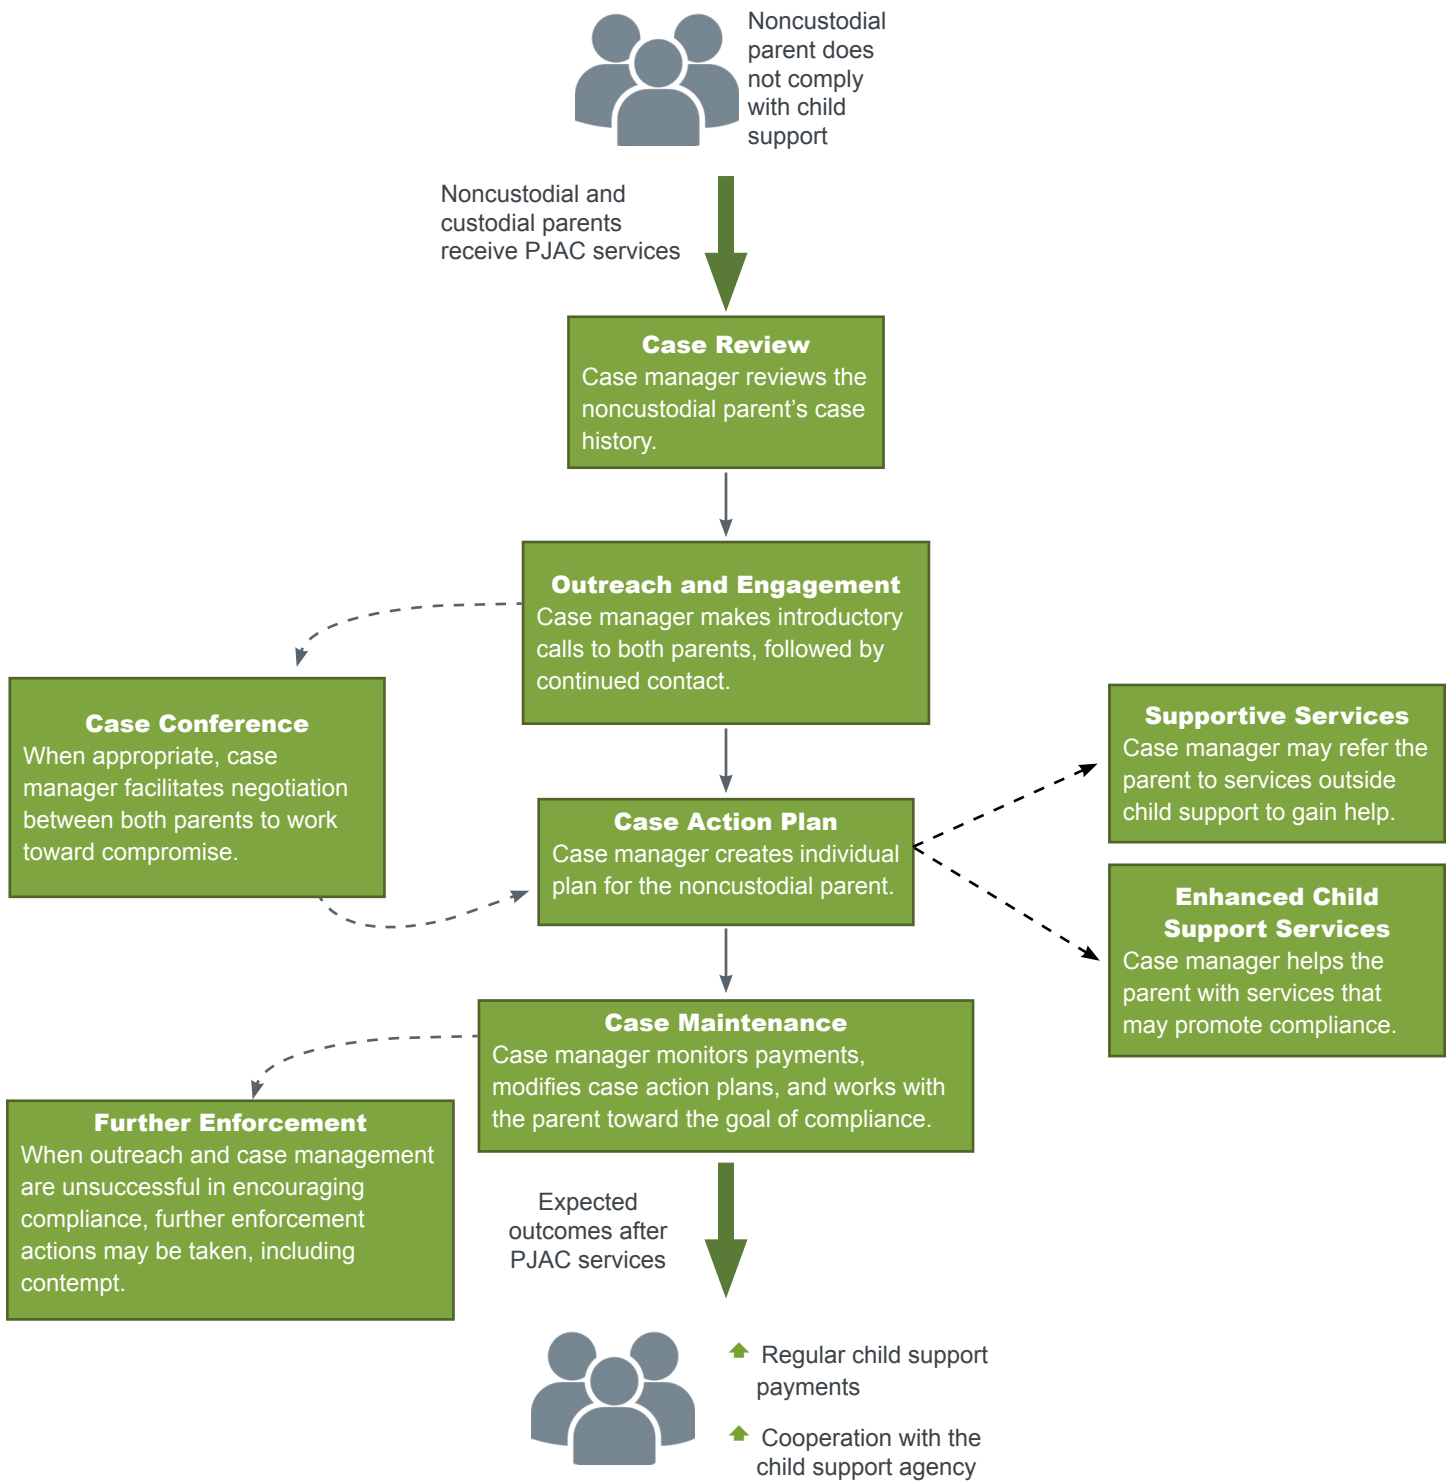 Noncustodial
parent does
not comply
with child
support
Noncustodial and
custodial parents
receive PJAC services
Case Review
Case manager reviews the
noncustodial parent’s case
history.
Outreach and Engagement
Case manager makes introductory
calls to both parents, followed by
continued contact.
Case Conference
When appropriate, case
manager facilitates negotiation
between both parents to work
toward compromise.
Case Action Plan
Case manager creates individual
plan for the noncustodial parent.
Supportive Services
Case manager may refer the
parent to services outside
child support to gain help.
Enhanced Child
Support Services
Case manager helps the
parent with services that
may promote compliance.
Case Maintenance
Case manager monitors payments,
modifies case action plans, and works with
the parent toward the goal of compliance.
Further Enforcement
When outreach and case management
are unsuccessful in encouraging
compliance, further enforcement
actions may be taken, including
contempt.
Expected
outcomes after
PJAC services
Regular child support
payments
Cooperation with the
child support agency